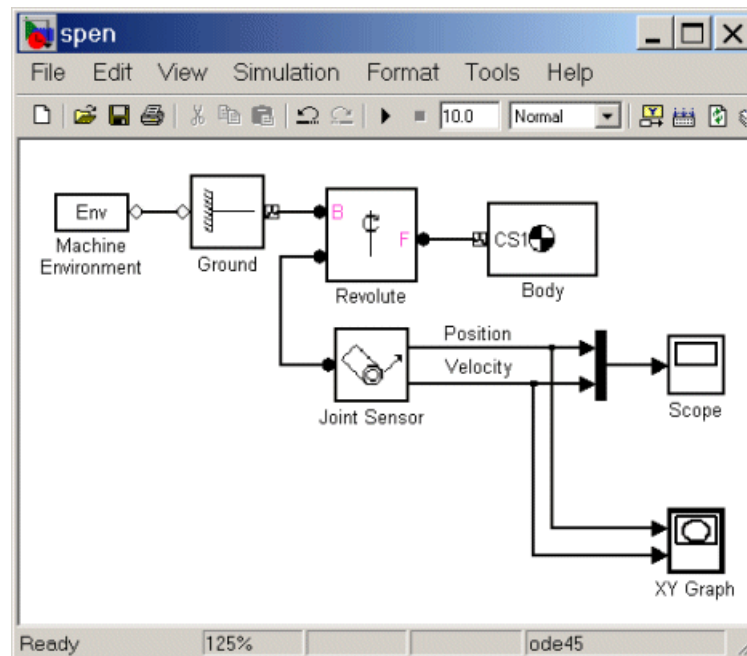 spen
File Edit View Simulation Format Tools Help
10.0 Normal
Env
Machine
Environment
Ground
B
F
Revolute
CS1
Body
Position
Velocity
Joint Sensor
Scope
XY Graph
Ready 125% ode45